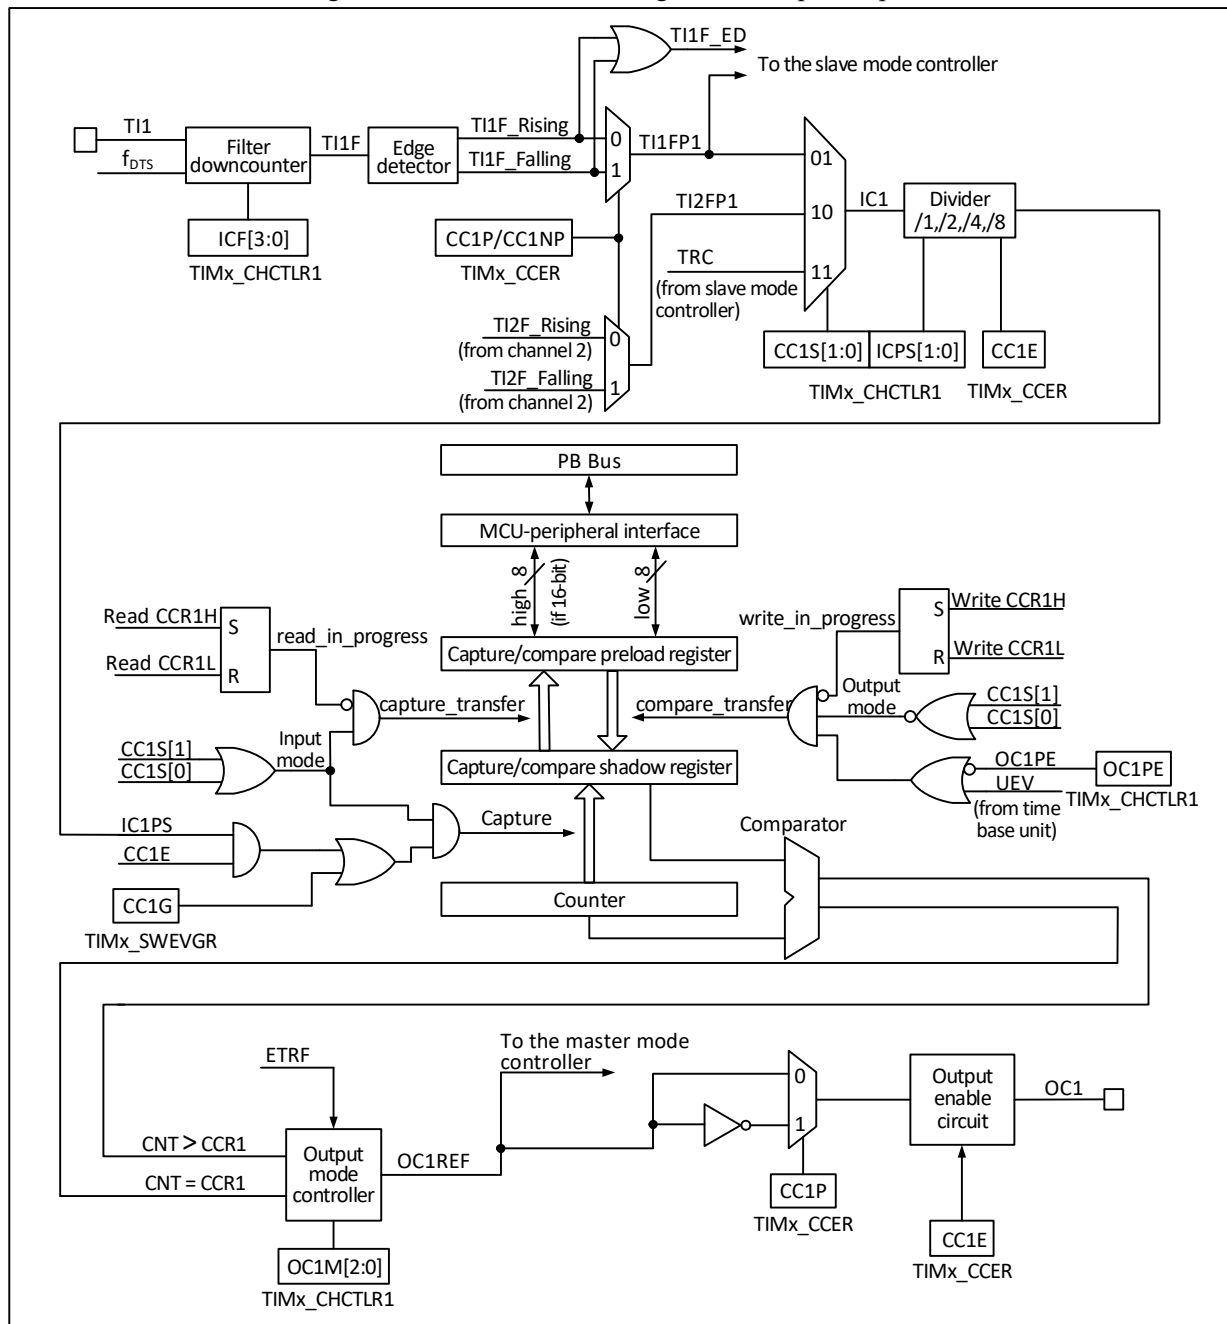 TI1F_ED
To the slave mode controller
TI1
f_DTS
Filter
downcounter
TI1F
Edge
detector
TI1F_Rising
TI1F_Falling
0
1
TI1FP1
01
10
11
TI2FP1
TRC
(from slave mode
controller)
IC1
Divider
/1,/2,/4,/8
ICF[3:0]
TIMx_CHCTLR1
CC1P/CC1NP
TIMx_CCER
TI2F_Rising
(from channel 2)
TI2F_Falling
(from channel 2)
0
1
CC1S[1:0]
ICPS[1:0]
CC1E
TIMx_CHCTLR1
TIMx_CCER
PB Bus
MCU-peripheral interface
high
8
(if 16-bit)
low
8
Read CCR1H
Read CCR1L
S
R
read_in_progress
write_in_progress
S
R
Write CCR1H
Write CCR1L
Capture/compare preload register
capture_transfer
compare_transfer
Output
mode
CC1S[1]
CC1S[0]
CC1S[1]
CC1S[0]
Input
mode
Capture/compare shadow register
OC1PE
UEV
(from time
base unit)
OC1PE
TIMx_CHCTLR1
IC1PS
CC1E
Capture
Comparator
CC1G
TIMx_SWEVGR
Counter
ETRF
To the master mode
controller
CNT > CCR1
CNT = CCR1
Output
mode
controller
OC1REF
0
1
Output
enable
circuit
OC1
CC1P
TIMx_CCER
CC1E
TIMx_CCER
OC1M[2:0]
TIMx_CHCTLR1